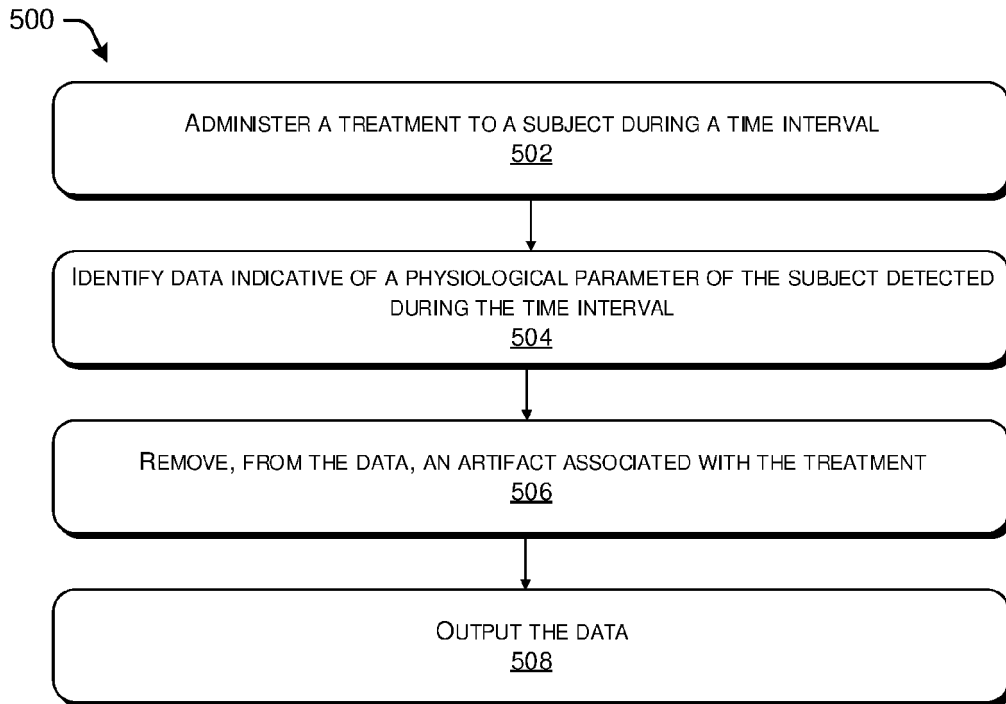 500
ADMINISTER A TREATMENT TO A SUBJECT DURING A TIME INTERVAL
502
IDENTIFY DATA INDICATIVE OF A PHYSIOLOGICAL PARAMETER OF THE SUBJECT DETECTED
DURING THE TIME INTERVAL
504
REMOVE, FROM THE DATA, AN ARTIFACT ASSOCIATED WITH THE TREATMENT
506
OUTPUT THE DATA
508